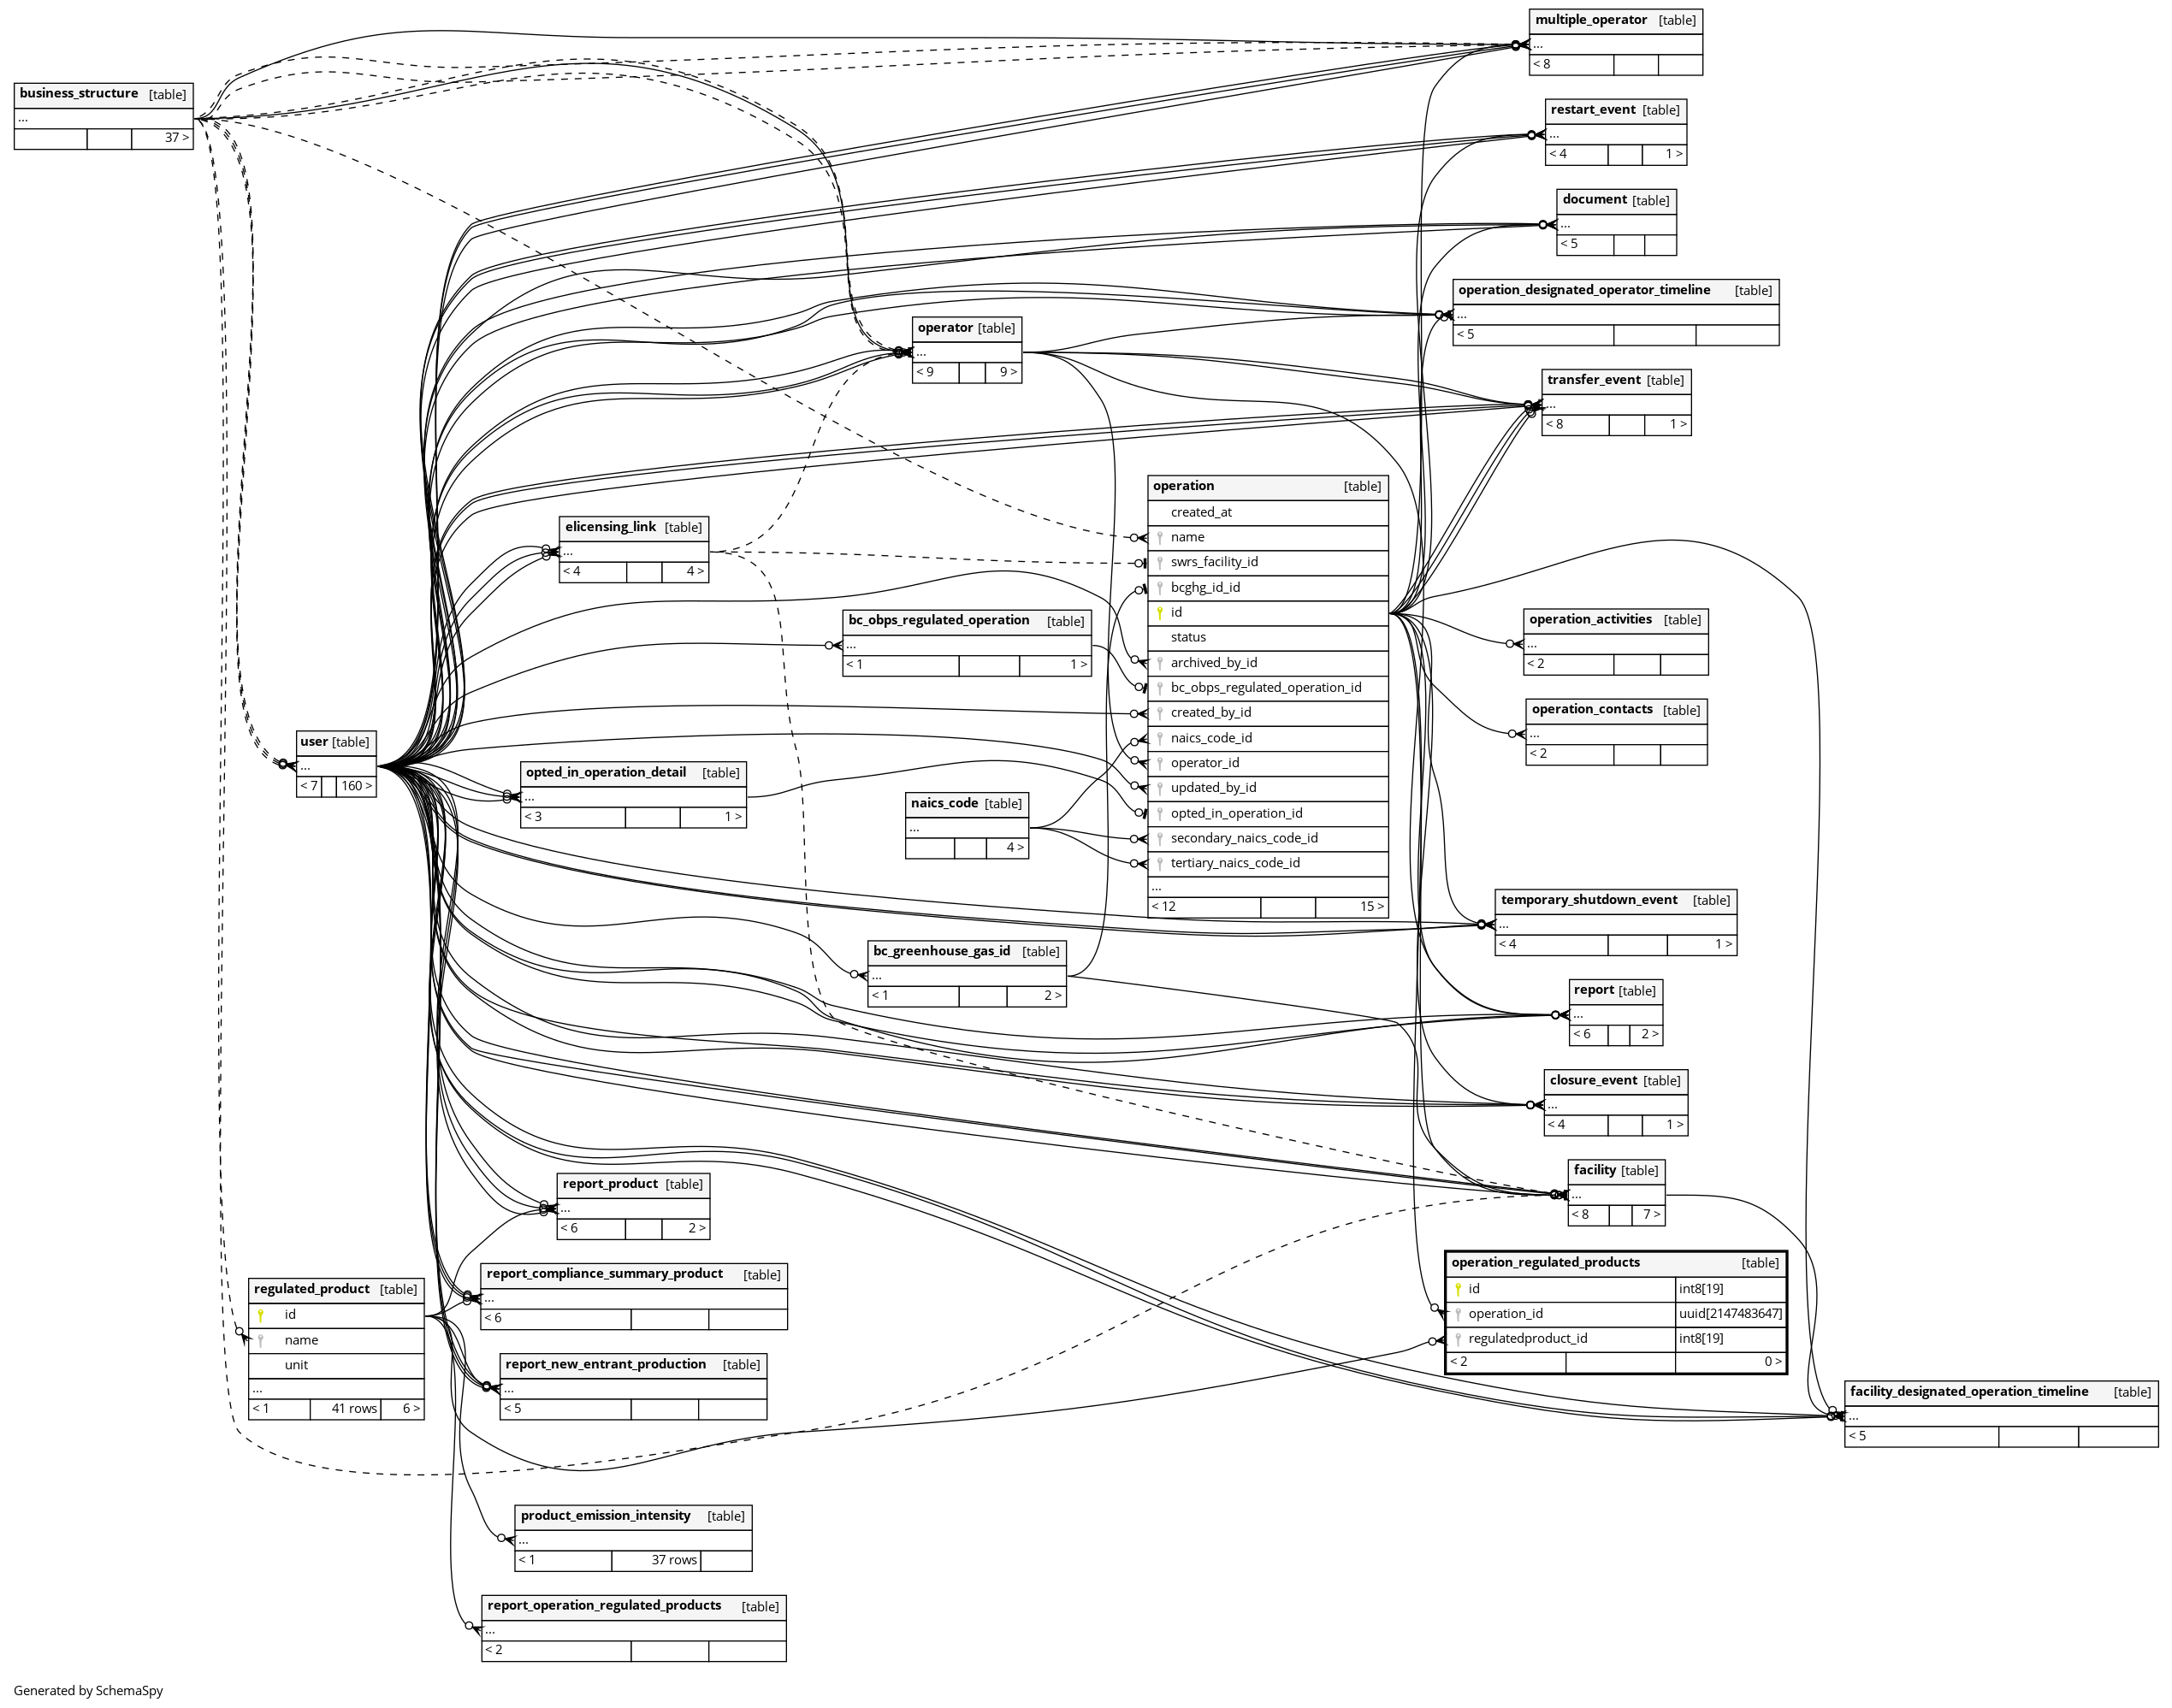 multiple_operator [table]
...
< 8
business_structure [table]
...
37 >
restart_event [table]
...
< 4 1 >
document [table]
...
< 5
operation_designated_operator_timeline [table]
...
< 5
operator [table]
...
< 9 9 >
transfer_event [table]
...
< 8 1 >
operation [table]
created_at
name
swrs_facility_id
bcghg_id_id
id
status
archived_by_id
bc_obps_regulated_operation_id
created_by_id
naics_code_id
operator_id
updated_by_id
opted_in_operation_id
secondary_naics_code_id
tertiary_naics_code_id
...
< 12 15 >
elicensing_link [table]
...
< 4 4 >
bc_obps_regulated_operation [table]
...
< 1 1 >
operation_activities [table]
...
< 2
operation_contacts [table]
...
< 2
user [table]
...
< 7 160 >
opted_in_operation_detail [table]
...
< 3 1 >
naics_code [table]
...
4 >
temporary_shutdown_event [table]
...
< 4 1 >
bc_greenhouse_gas_id [table]
...
< 1 2 >
report [table]
...
< 6 2 >
closure_event [table]
...
< 4 1 >
facility [table]
...
< 8 7 >
report_product [table]
...
< 6 2 >
operation_regulated_products [table]
id int8[19]
operation_id uuid[2147483647]
regulatedproduct_id int8[19]
< 2 0 >
report_compliance_summary_product [table]
...
< 6
regulated_product [table]
id
name
unit
...
< 1 41 rows 6 >
report_new_entrant_production [table]
...
< 5
facility_designated_operation_timeline [table]
...
< 5
product_emission_intensity [table]
...
< 1 37 rows
report_operation_regulated_products [table]
...
< 2
Generated by SchemaSpy